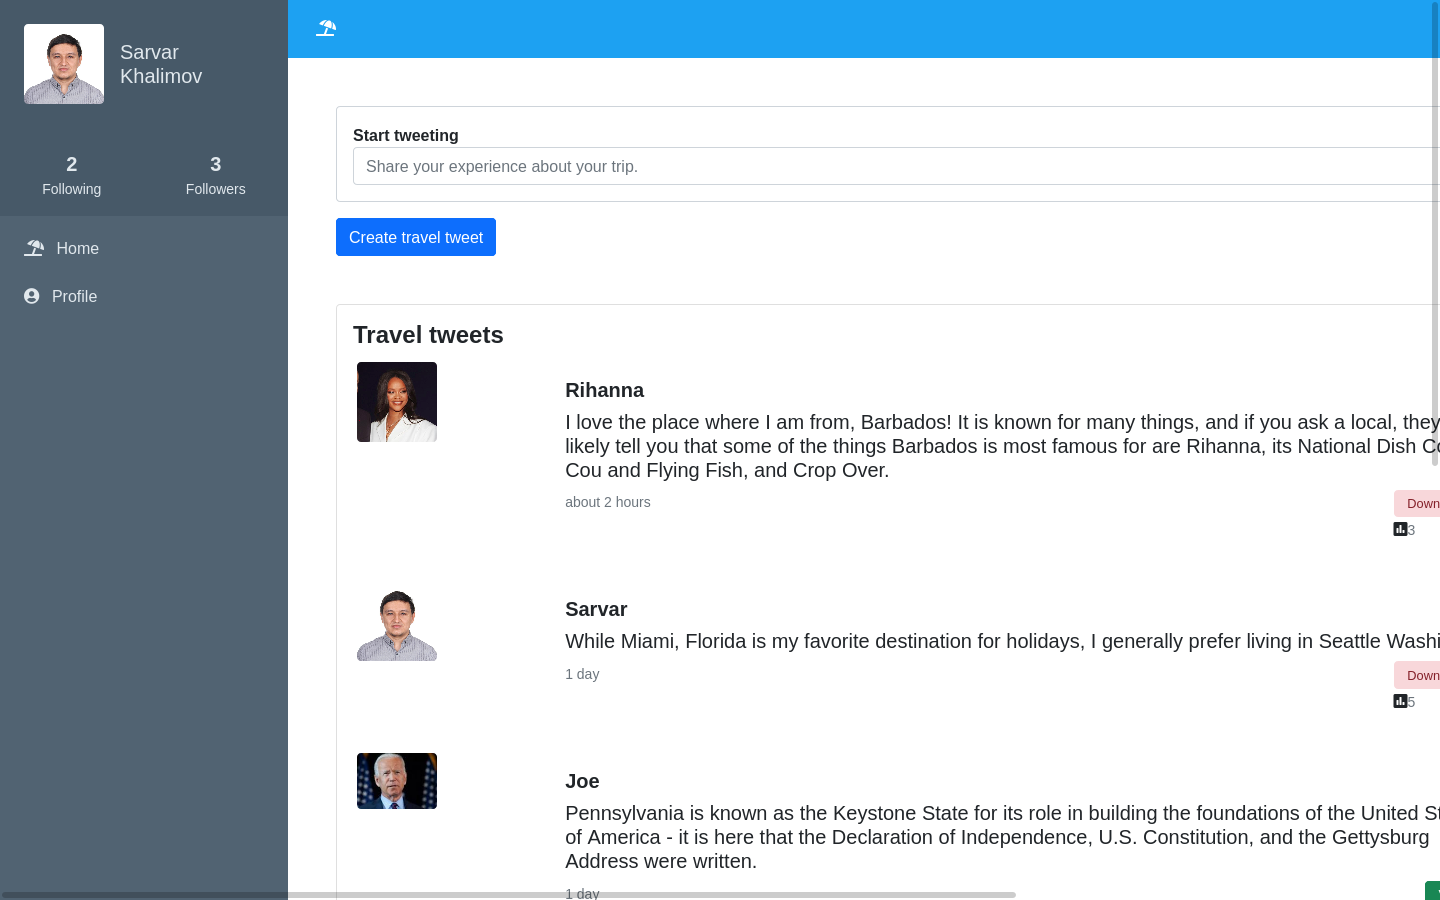 Sarvar
Khalimov
2
Following
3
Followers
Home
Profile
Start tweeting
Share your experience about your trip.
Create travel tweet
Travel tweets
Rihanna
I love the place where I am from, Barbados! It is known for many things, and if you ask a local, they
likely tell you that some of the things Barbados is most famous for are Rihanna, its National Dish Co
Cou and Flying Fish, and Crop Over.
about 2 hours
Down
3
Sarvar
While Miami, Florida is my favorite destination for holidays, I generally prefer living in Seattle Washi
1 day
Down
5
Joe
Pennsylvania is known as the Keystone State for its role in building the foundations of the United St
of America - it is here that the Declaration of Independence, U.S. Constitution, and the Gettysburg
Address were written.
1 day